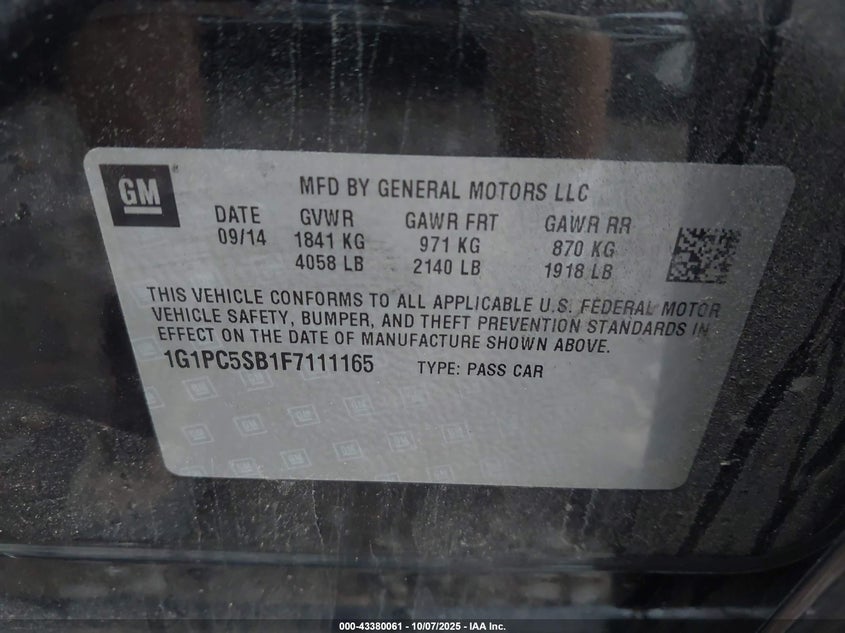 GM
MFD BY GENERAL MOTORS LLC
DATE GVWR GAWR FRT GAWR RR
09/14 1841 KG 971 KG 870 KG
4058 LB 2140 LB 1918 LB
THIS VEHICLE CONFORMS TO ALL APPLICABLE U.S. FEDERAL MOTOR
VEHICLE SAFETY, BUMPER, AND THEFT PREVENTION STANDARDS IN
EFFECT ON THE DATE OF MANUFACTURE SHOWN ABOVE.
1G1PC5SB1F7111165 TYPE: PASS CAR
000-43380061 - 10/07/2025 - IAA Inc.